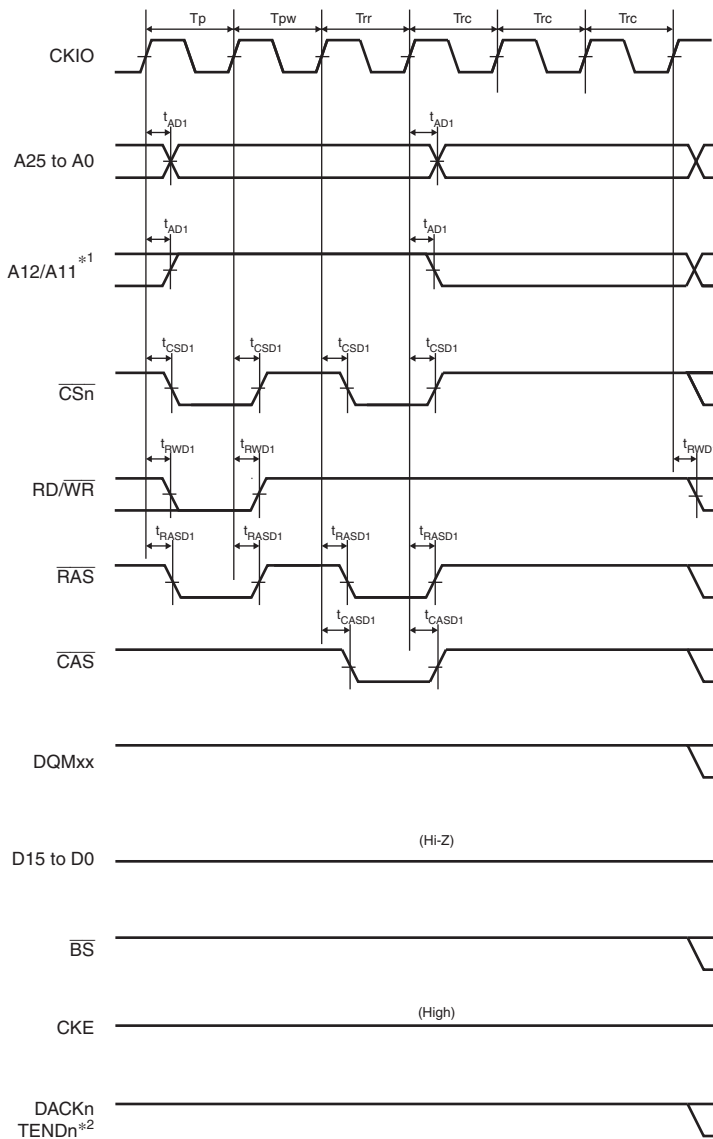 Tp Tpw Trr Trc Trc Trc
CKIO
tAD1 tAD1
A25 to A0
tAD1 tAD1
A12/A11*1
tCSD1 tCSD1 tCSD1 tCSD1
CSn
tRWD1 tRWD1 tRWD
RD/WR
tRASD1 tRASD1 tRASD1 tRASD1
RAS
tCASD1 tCASD1
CAS
DQMxx
(Hi-Z)
D15 to D0
BS
(High)
CKE
DACKn
TENDn*2